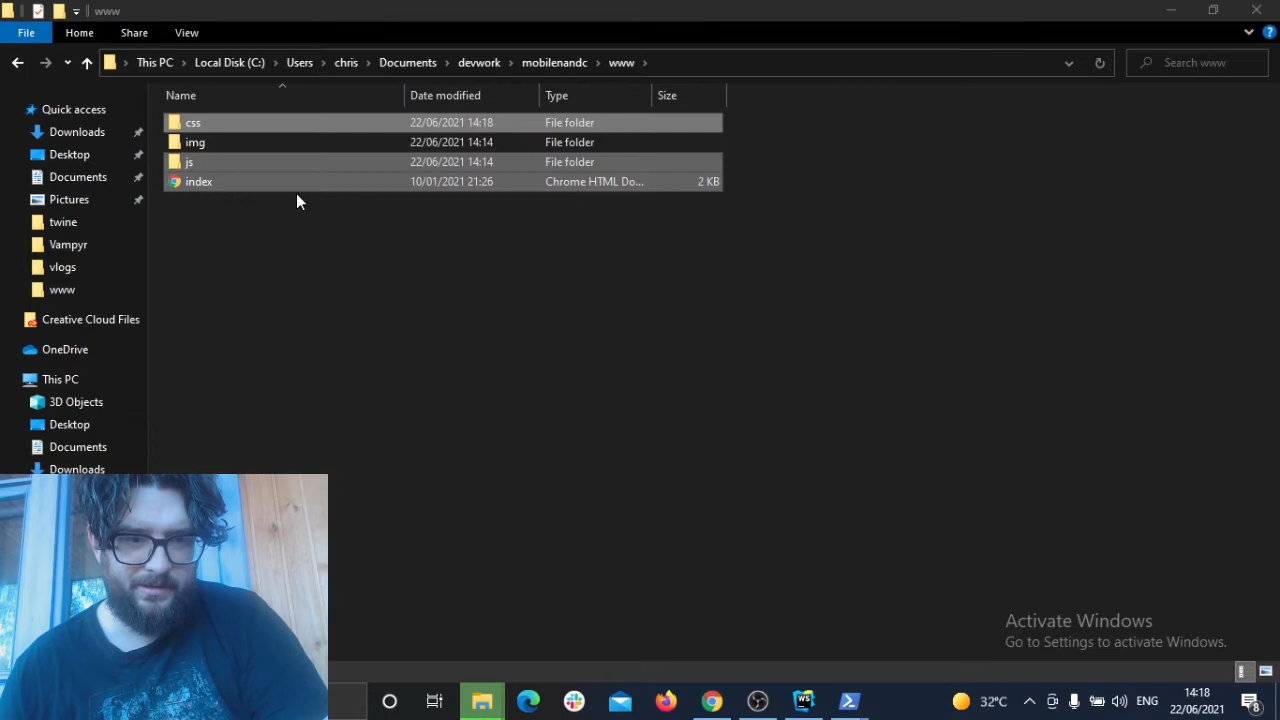 www
File Home Share View
This PC Local Disk (C:) Users chris Documents devwork mobilenandc www
Search www
Name Date modified Type Size
css 22/06/2021 14:18 File folder
img 22/06/2021 14:14 File folder
js 22/06/2021 14:14 File folder
index 10/01/2021 21:26 Chrome HTML Do... 2 KB
Quick access
Downloads
Desktop
Documents
Pictures
twine
Vampyr
vlogs
www
Creative Cloud Files
OneDrive
This PC
3D Objects
Desktop
Documents
Downloads
Activate Windows
Go to Settings to activate Windows.
32°C ENG 14:18
22/06/2021
8